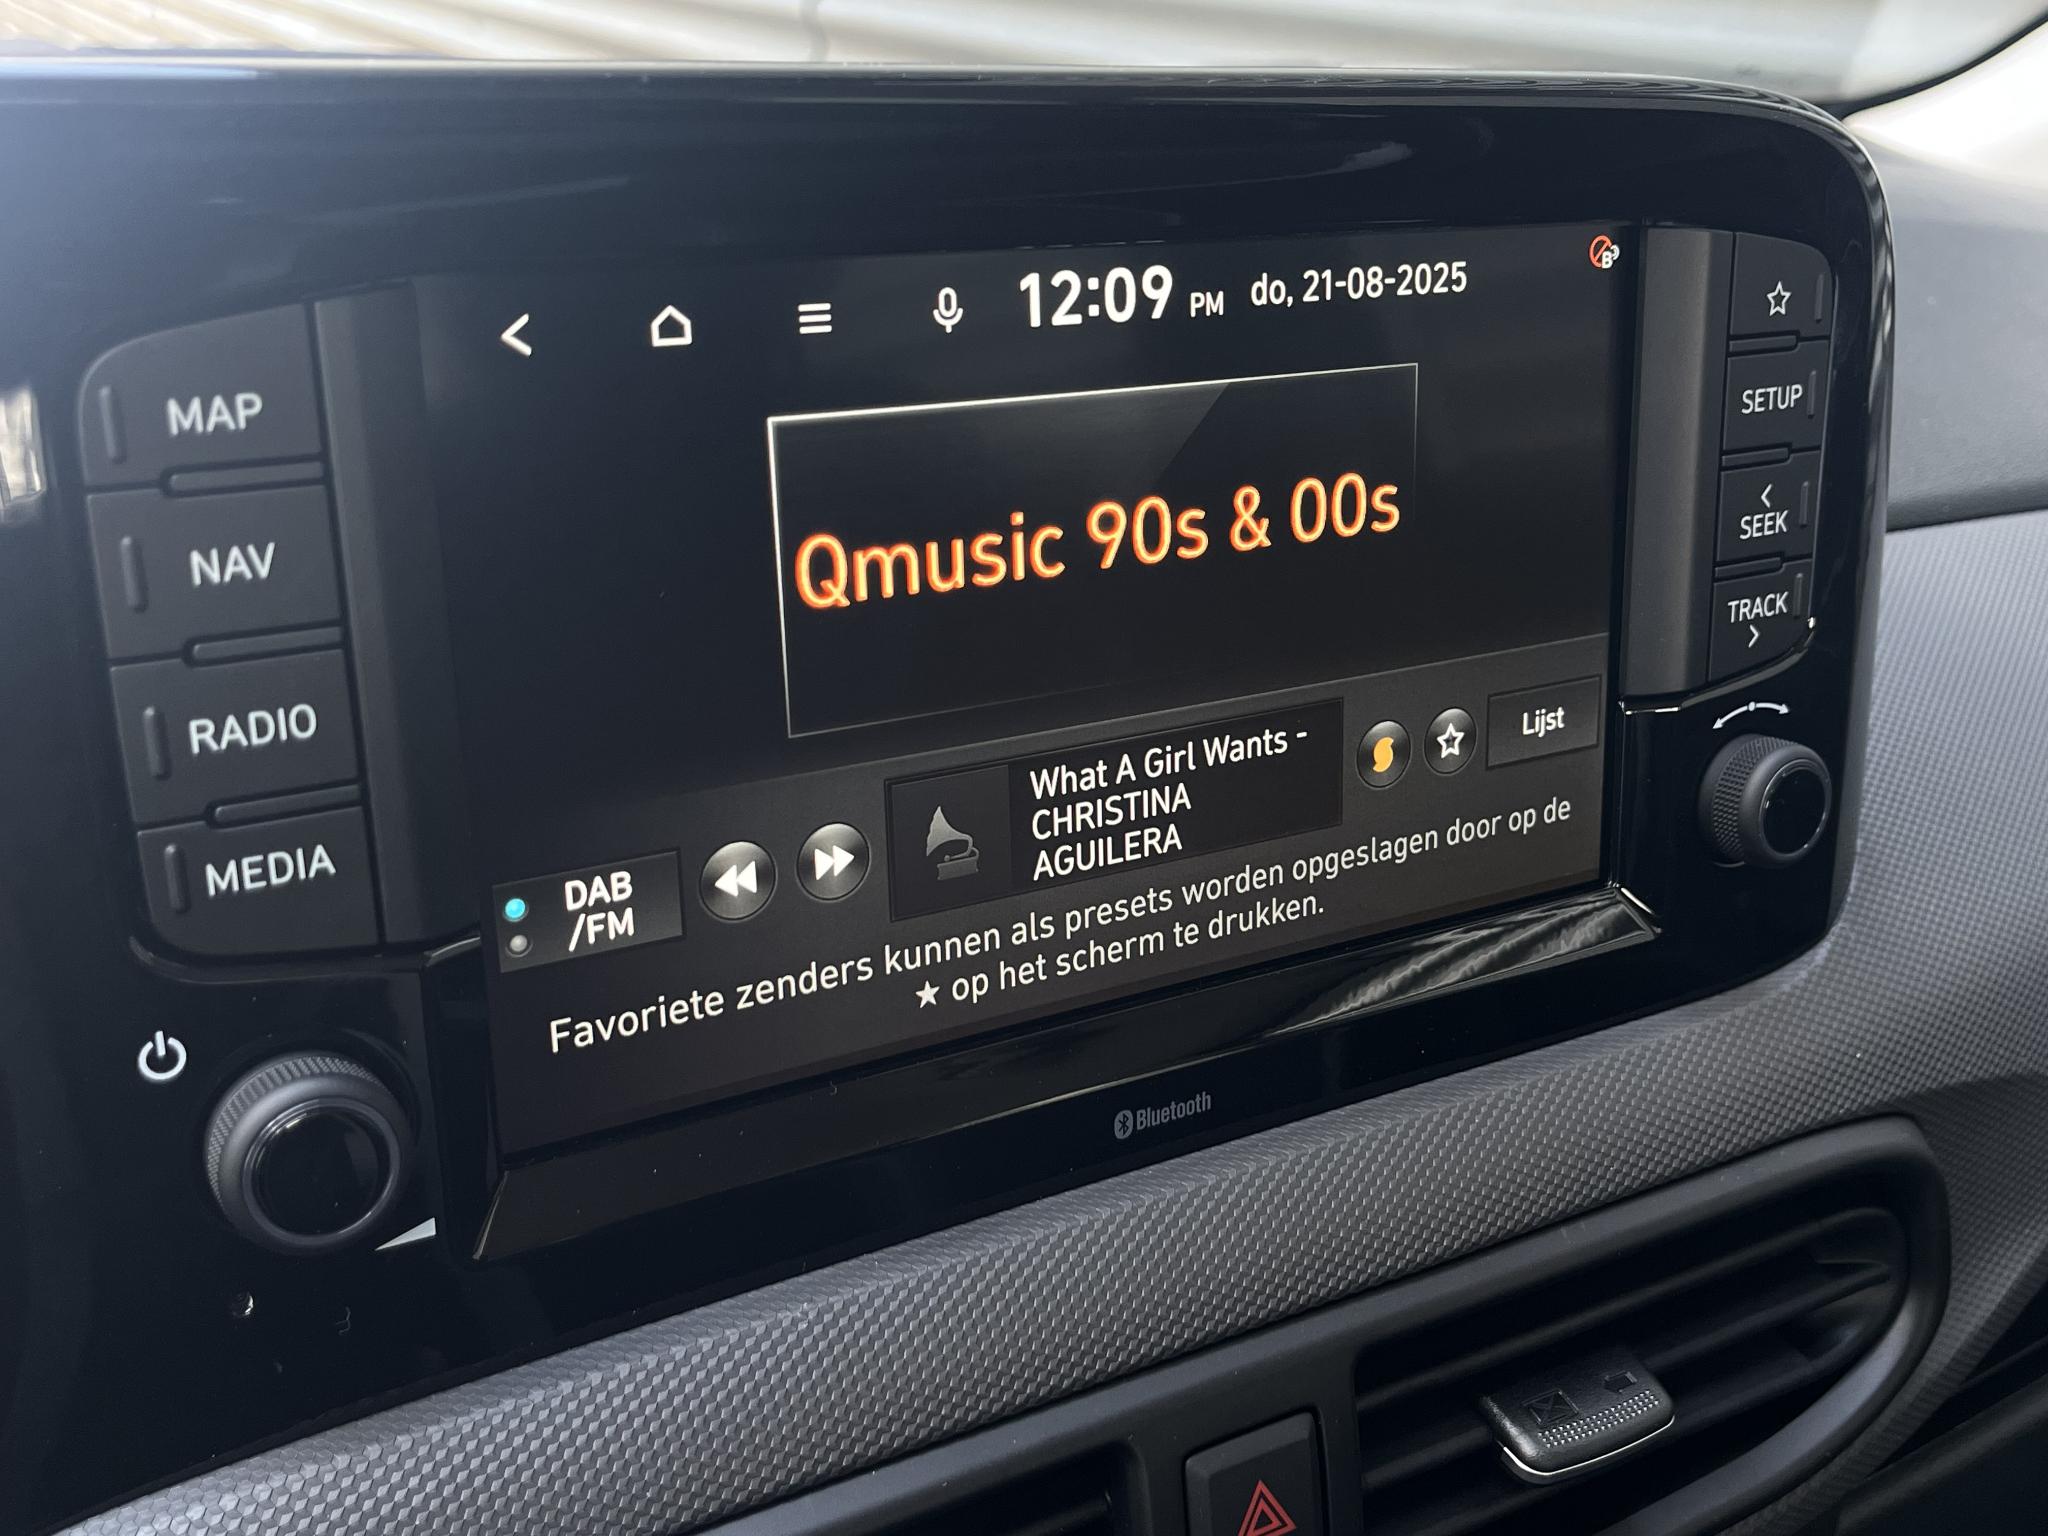 12:09 PM do, 21-08-2025
MAP
NAV
RADIO
MEDIA
Qmusic 90s & 00s
DAB
/FM
What A Girl Wants -
CHRISTINA
AGUILERA
Lijst
Favoriete zenders kunnen als presets worden opgeslagen door op de
★ op het scherm te drukken.
SETUP
<
SEEK
TRACK
>
Bluetooth